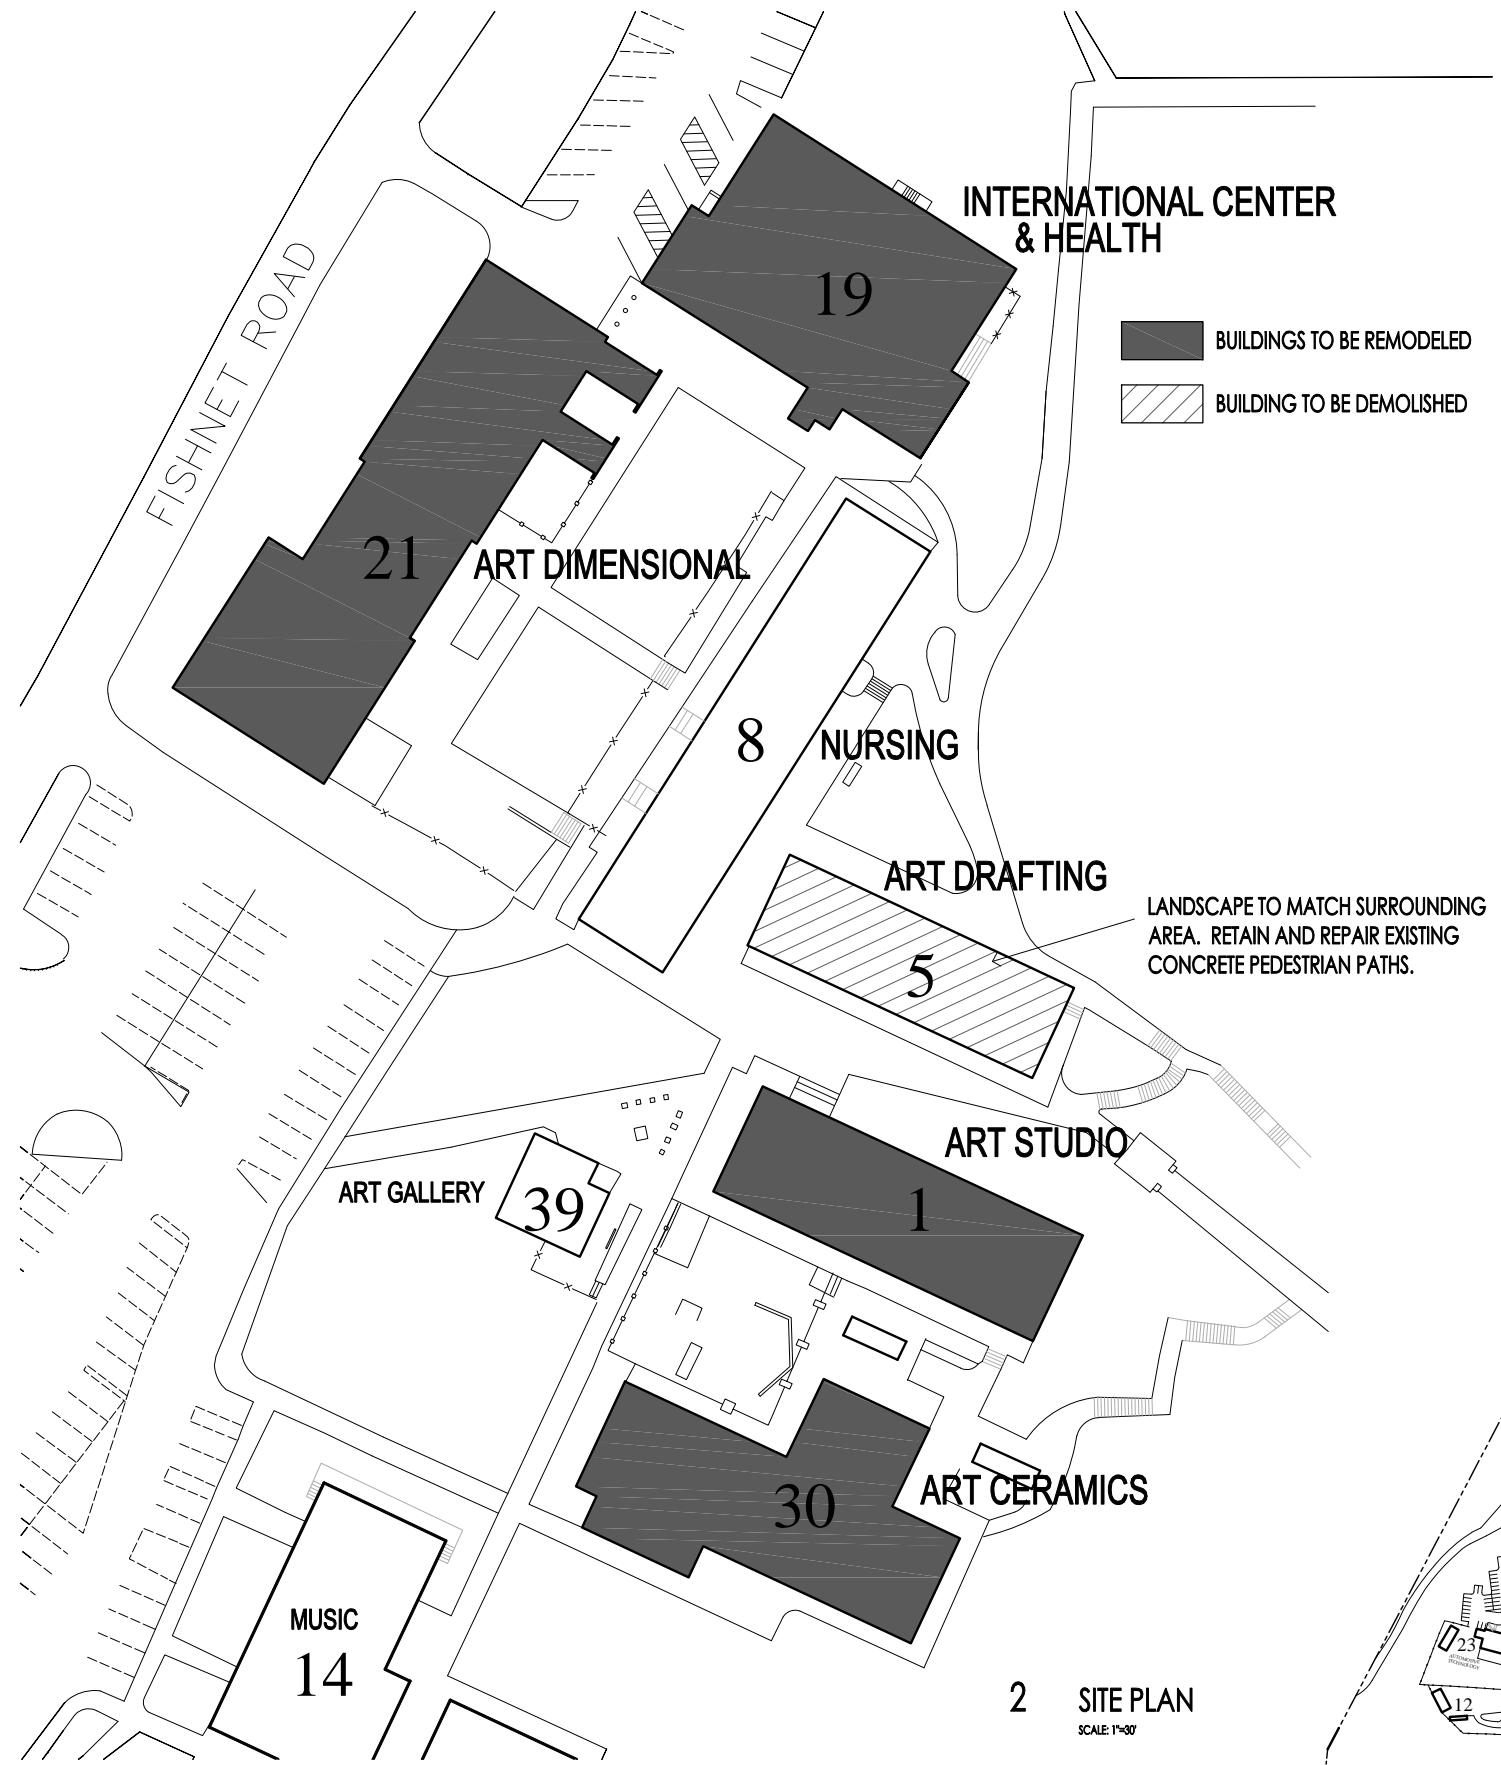 INTERNATIONAL CENTER
& HEALTH
19
FISHNET ROAD
BUILDINGS TO BE REMODELED
BUILDING TO BE DEMOLISHED
21
ART DIMENSIONAL
8
NURSING
ART DRAFTING
LANDSCAPE TO MATCH SURROUNDING
AREA. RETAIN AND REPAIR EXISTING
CONCRETE PEDESTRIAN PATHS.
5
ART STUDIO
ART GALLERY
39
1
ART CERAMICS
30
MUSIC
14
23
AUTOMOTIVE
TECHNOLOGY
12
2
SITE PLAN
SCALE: 1"=30'